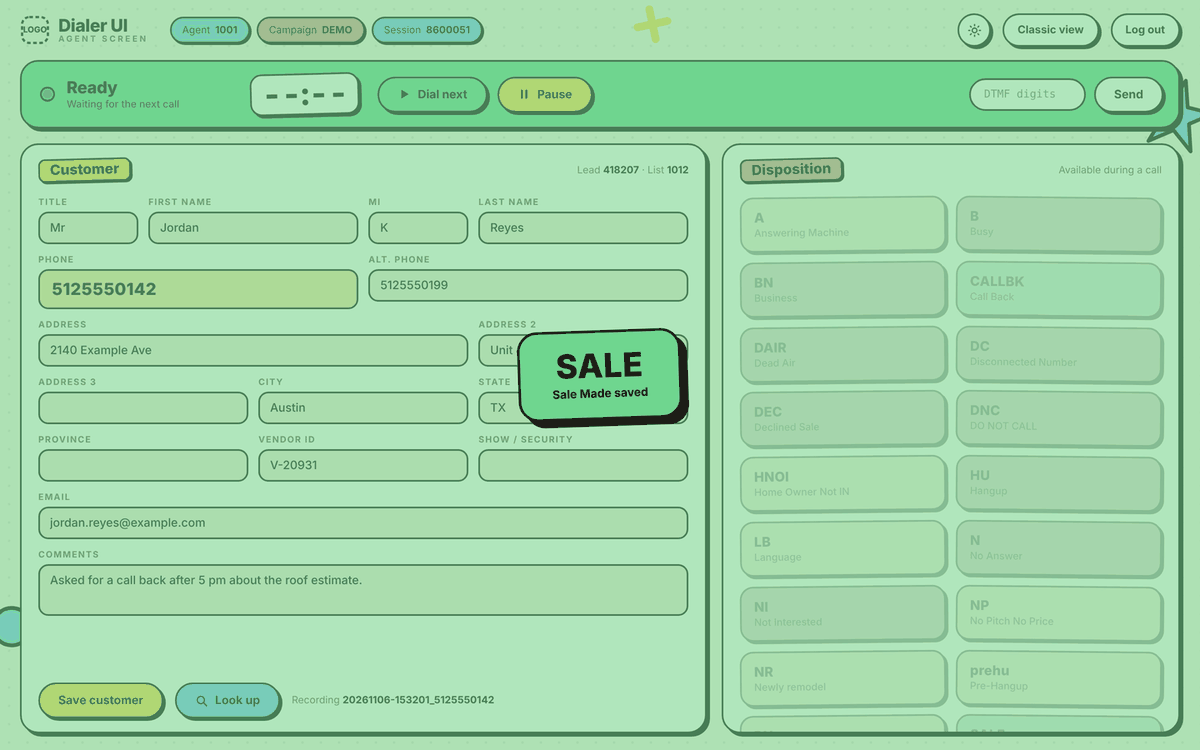 LOGO
Dialer UI
AGENT SCREEN
Agent 1001
Campaign DEMO
Session 8600051
Classic view
Log out
Ready
Waiting for the next call
--:--
Dial next
Pause
DTMF digits
Send
Customer
Lead 418207 · List 1012
TITLE
FIRST NAME
MI
LAST NAME
Mr
Jordan
K
Reyes
PHONE
ALT. PHONE
5125550142
5125550199
ADDRESS
ADDRESS 2
2140 Example Ave
Unit
SALE
Sale Made saved
ADDRESS 3
CITY
STATE
Austin
TX
PROVINCE
VENDOR ID
SHOW / SECURITY
V-20931
EMAIL
jordan.reyes@example.com
COMMENTS
Asked for a call back after 5 pm about the roof estimate.
Save customer
Look up
Recording 20261106-153201_5125550142
Disposition
Available during a call
A
Answering Machine
B
Busy
BN
Business
CALLBK
Call Back
DAIR
Dead Air
DC
Disconnected Number
DEC
Declined Sale
DNC
DO NOT CALL
HNOI
Home Owner Not IN
HU
Hangup
LB
Language
N
No Answer
NI
Not Interested
NP
No Pitch No Price
NR
Newly remodel
prehu
Pre-Hangup